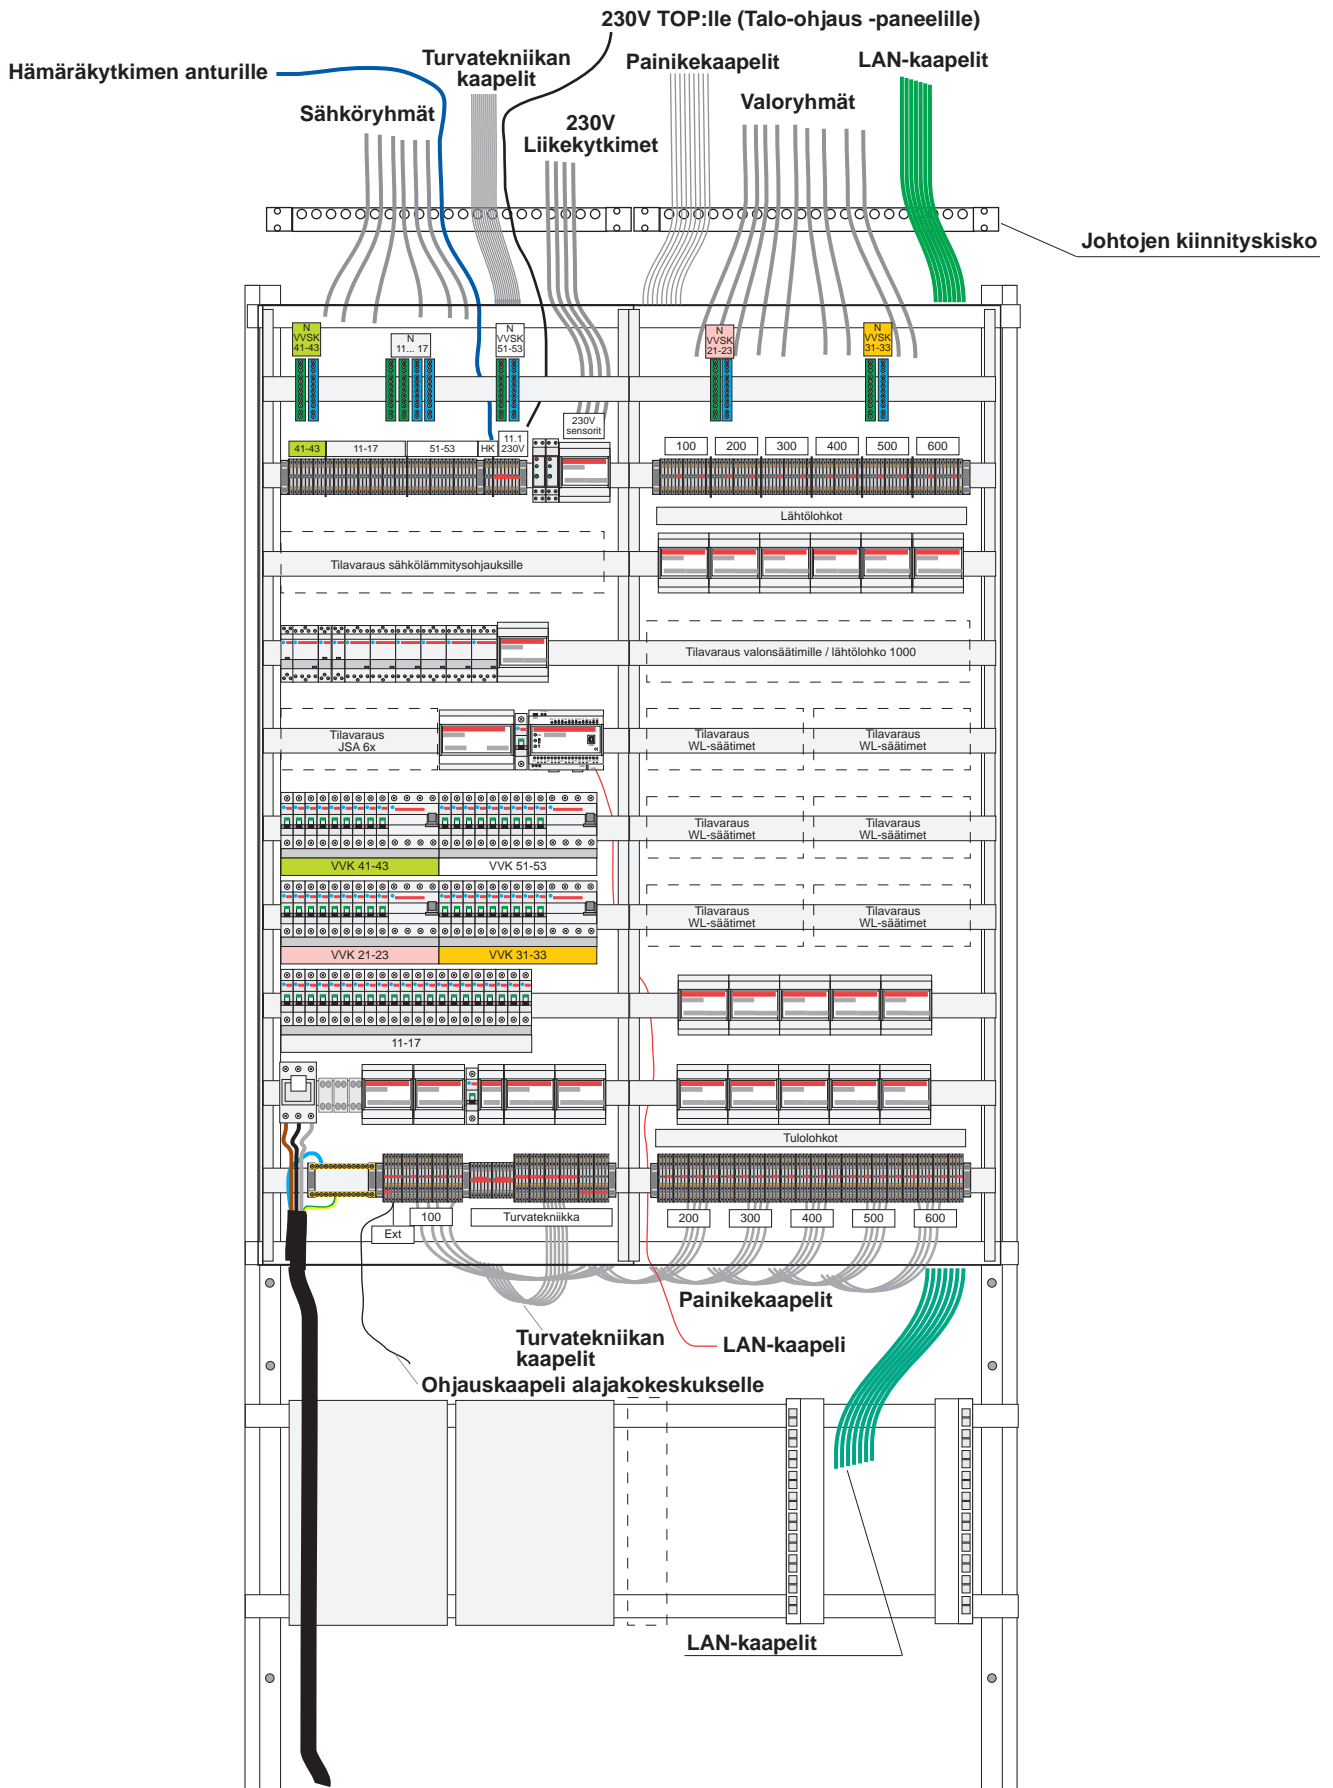 230V TOP:lle (Talo-ohjaus -paneelille)
Hämäräkytkimen anturille
Turvatekniikan
kaapelit
Painikekaapelit
LAN-kaapelit
Sähköryhmät
230V
Liikekytkimet
Valoryhmät
Johtojen kiinnityskisko
N
VVSK
41-43
N
11... 17
N
VVSK
51-53
N
VVSK
21-23
N
VVSK
31-33
230V
sensorit
41-43
11-17
51-53
HK
11.1
230V
100
200
300
400
500
600
Lähtölohkot
Tilavaraus sähkölämmitysohjauksille
Tilavaraus valonsäätimille / lähtölohko 1000
Tilavaraus
JSA 6x
Tilavaraus
WL-säätimet
Tilavaraus
WL-säätimet
Tilavaraus
WL-säätimet
Tilavaraus
WL-säätimet
VVK 41-43
VVK 51-53
Tilavaraus
WL-säätimet
Tilavaraus
WL-säätimet
VVK 21-23
VVK 31-33
11-17
Tulolohkot
100
Turvatekniikka
Ext
200
300
400
500
600
Painikekaapelit
Turvatekniikan
kaapelit
LAN-kaapeli
Ohjauskaapeli alajakokeskukselle
LAN-kaapelit